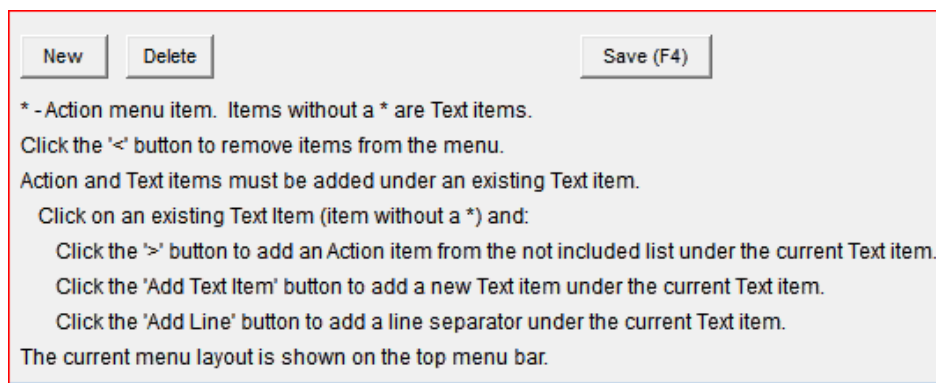 New Delete Save (F4)
* - Action menu item. Items without a * are Text items.
Click the '<' button to remove items from the menu.
Action and Text items must be added under an existing Text item.
Click on an existing Text Item (item without a *) and:
Click the '>' button to add an Action item from the not included list under the current Text item.
Click the 'Add Text Item' button to add a new Text item under the current Text item.
Click the 'Add Line' button to add a line separator under the current Text item.
The current menu layout is shown on the top menu bar.